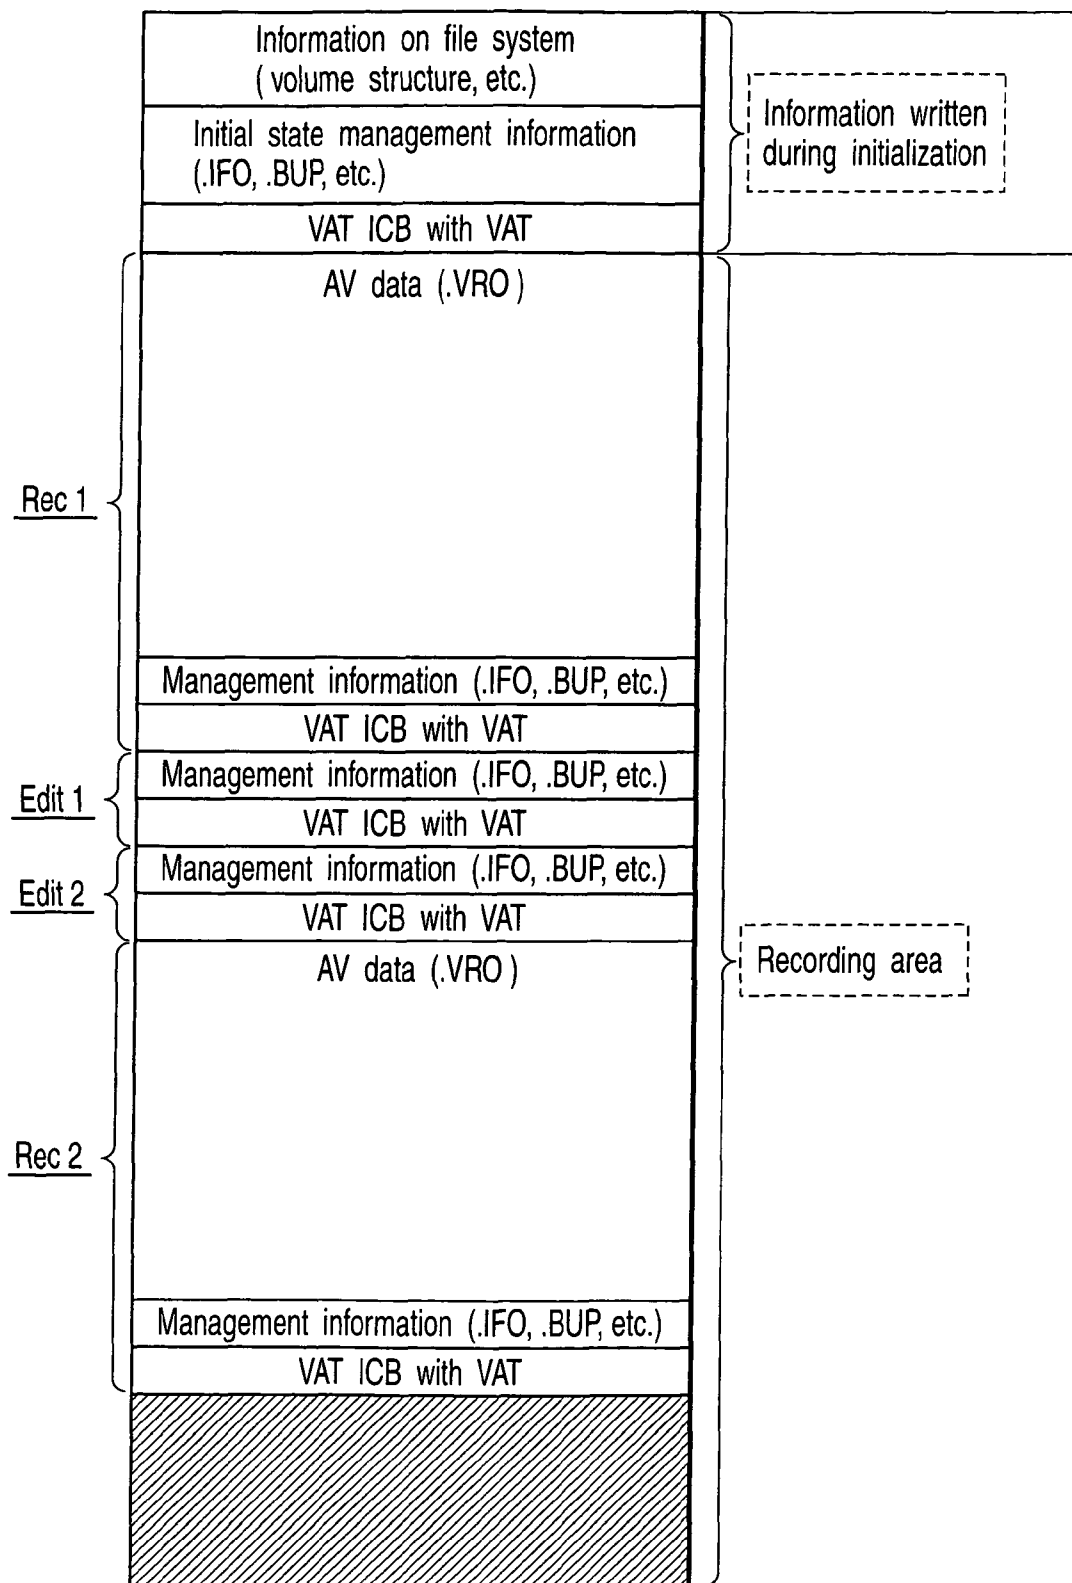 Information on file system
( volume structure, etc.)
Initial state management information
(.IFO, .BUP, etc.)
VAT ICB with VAT
Information written
during initialization
AV data (.VRO )
Rec 1
Management information (.IFO, .BUP, etc.)
VAT ICB with VAT
Edit 1
Management information (.IFO, .BUP, etc.)
VAT ICB with VAT
Edit 2
Management information (.IFO, .BUP, etc.)
VAT ICB with VAT
AV data (.VRO )
Recording area
Rec 2
Management information (.IFO, .BUP, etc.)
VAT ICB with VAT